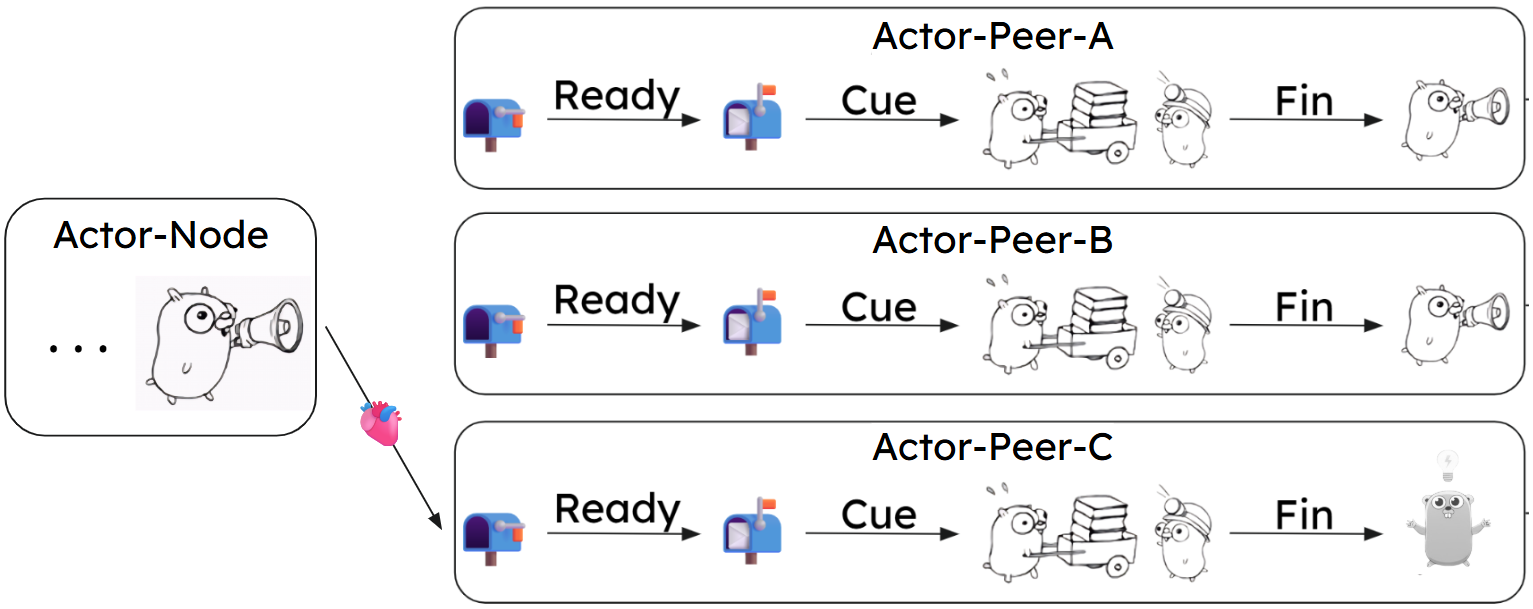 Actor-Peer-A
Ready
Cue
Fin
Actor-Node
...
Actor-Peer-B
Ready
Cue
Fin
Actor-Peer-C
Ready
Cue
Fin